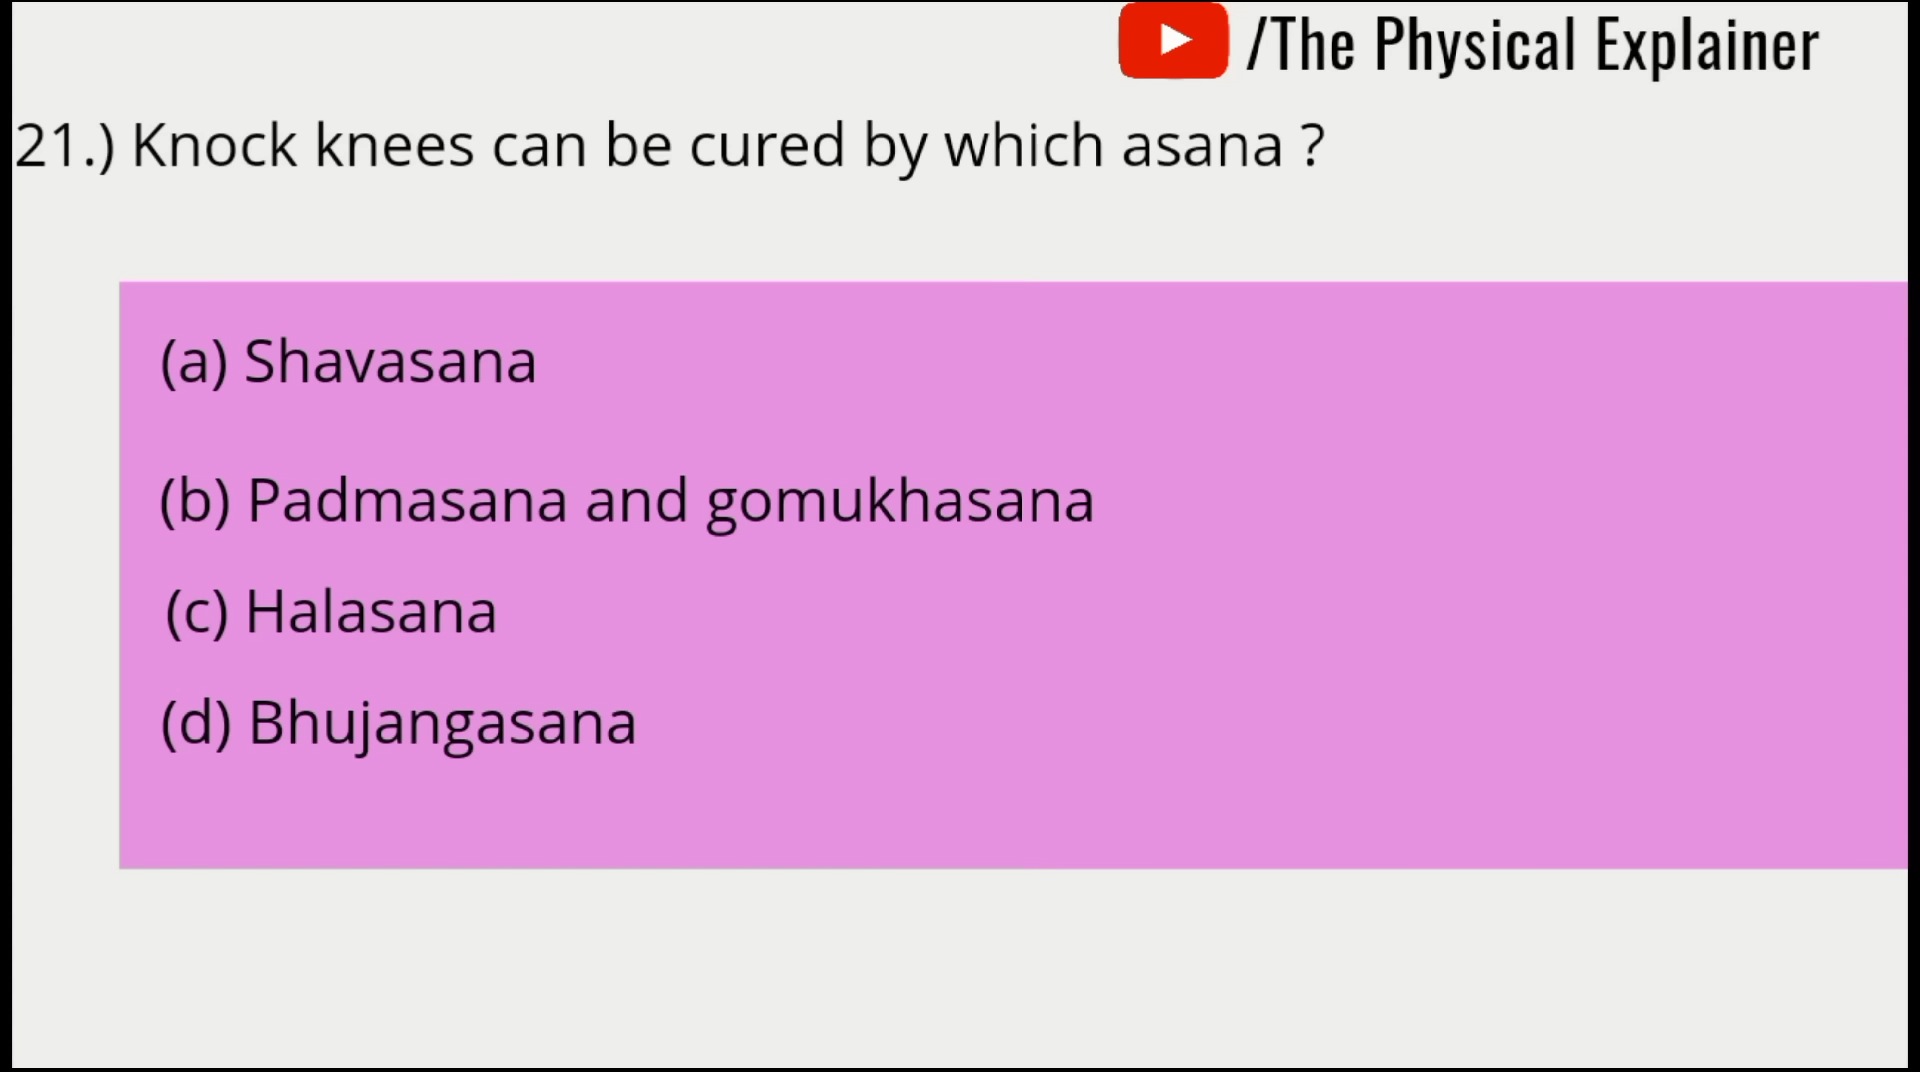 /The Physical Explainer
21.) Knock knees can be cured by which asana ?
(a) Shavasana
(b) Padmasana and gomukhasana
(c) Halasana
(d) Bhujangasana